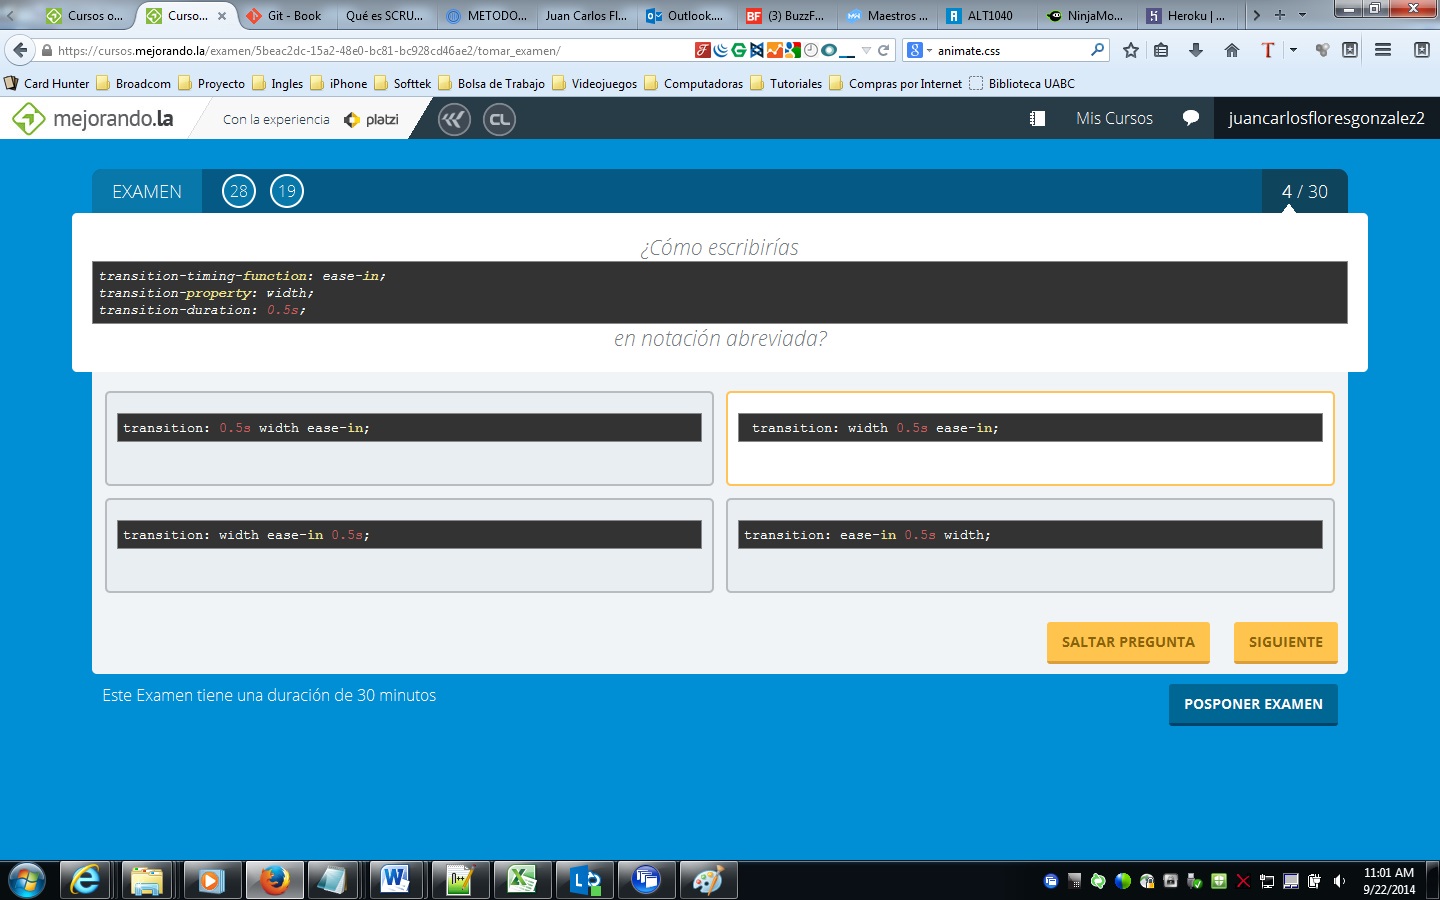 Cursos o...
Curso...
Git - Book
Qué es SCRU...
METODO...
Juan Carlos Fl...
Outlook....
(3) BuzzF...
Maestros ...
ALT1040
NinjaMo...
Heroku | ...
https://cursos.mejorando.la/examen/5beac2dc-15a2-48e0-bc81-bc928cd46ae2/tomar_examen/
animate.css
Card Hunter
Broadcom
Proyecto
Ingles
iPhone
Softtek
Bolsa de Trabajo
Videojuegos
Computadoras
Tutoriales
Compras por Internet
Biblioteca UABC
mejorando.la
Con la experiencia
platzi
CL
Mis Cursos
juancarlosfloresgonzalez2
EXAMEN
28
19
4 / 30
¿Cómo escribirías
transition-timing-function: ease-in;
transition-property: width;
transition-duration: 0.5s;
en notación abreviada?
transition: 0.5s width ease-in;
transition: width 0.5s ease-in;
transition: width ease-in 0.5s;
transition: ease-in 0.5s width;
SALTAR PREGUNTA
SIGUIENTE
Este Examen tiene una duración de 30 minutos
POSPONER EXAMEN
11:01 AM
9/22/2014